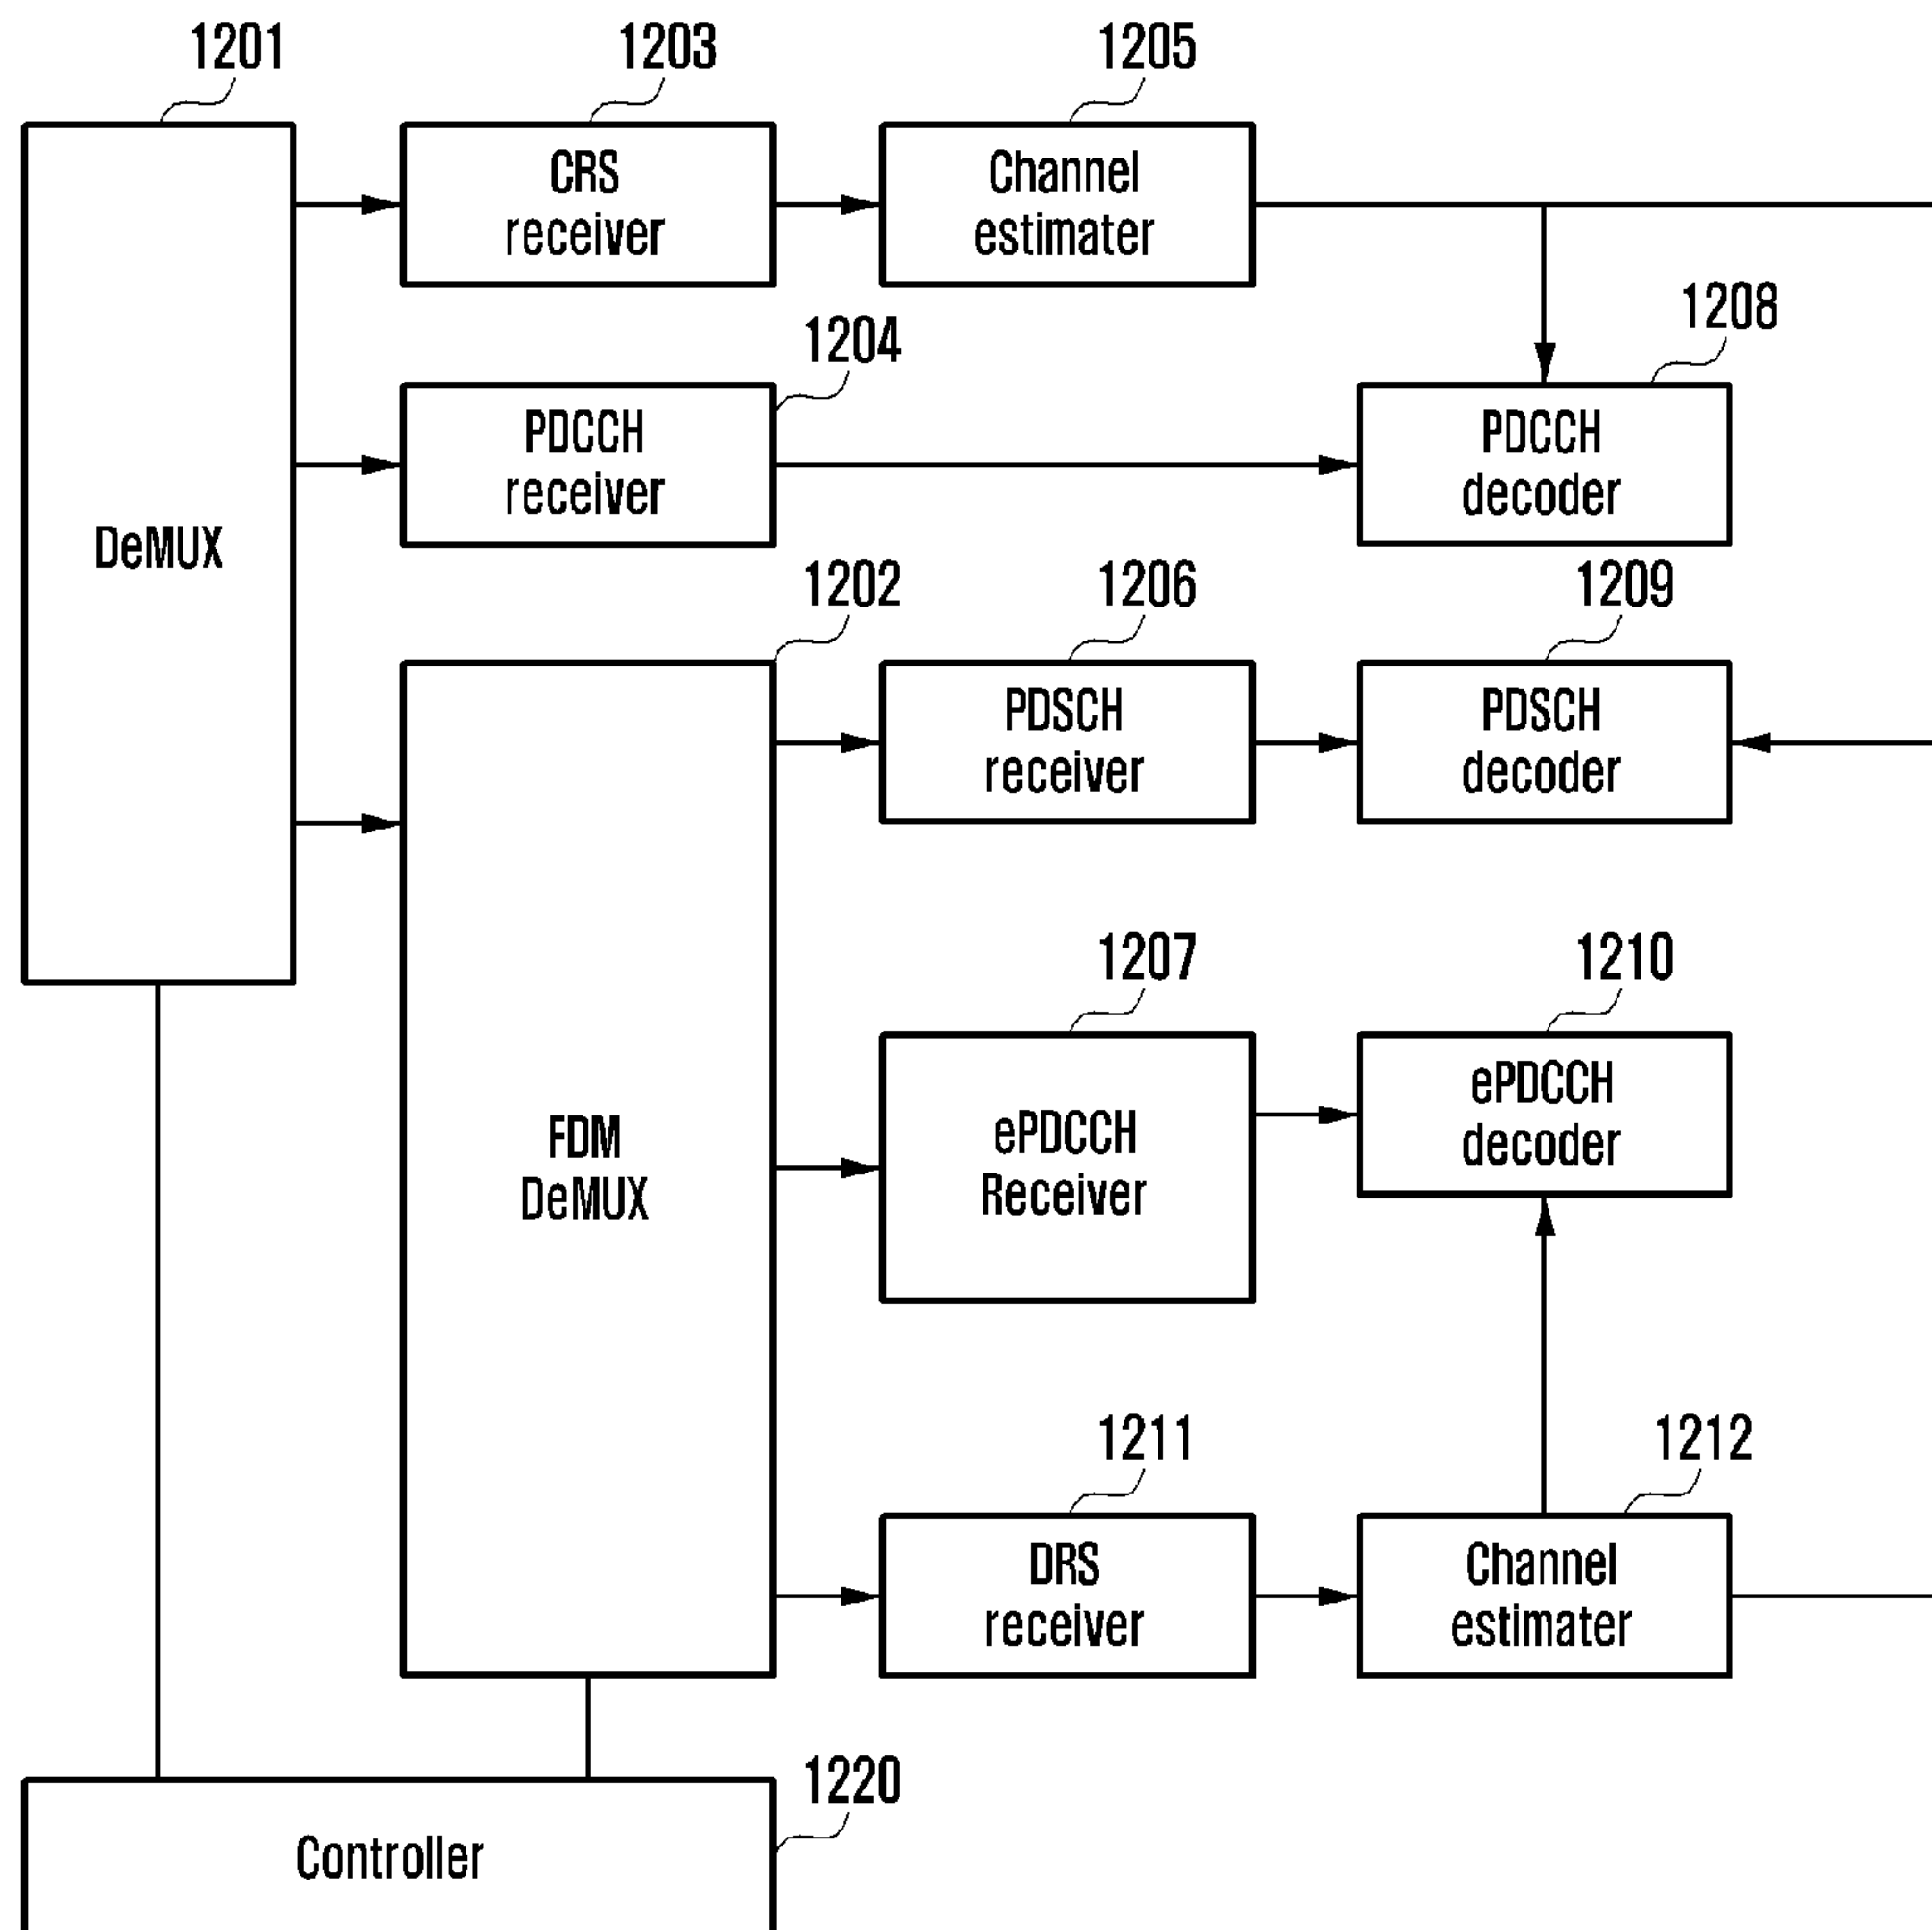 1201
1203
1205
CRS
receiver
Channel
estimater
1204
1208
DeMUX
PDCCH
receiver
PDCCH
decoder
1202
1206
1209
PDSCH
receiver
PDSCH
decoder
1207
1210
FDM
DeMUX
ePDCCH
Receiver
ePDCCH
decoder
1211
1212
DRS
receiver
Channel
estimater
1220
Controller